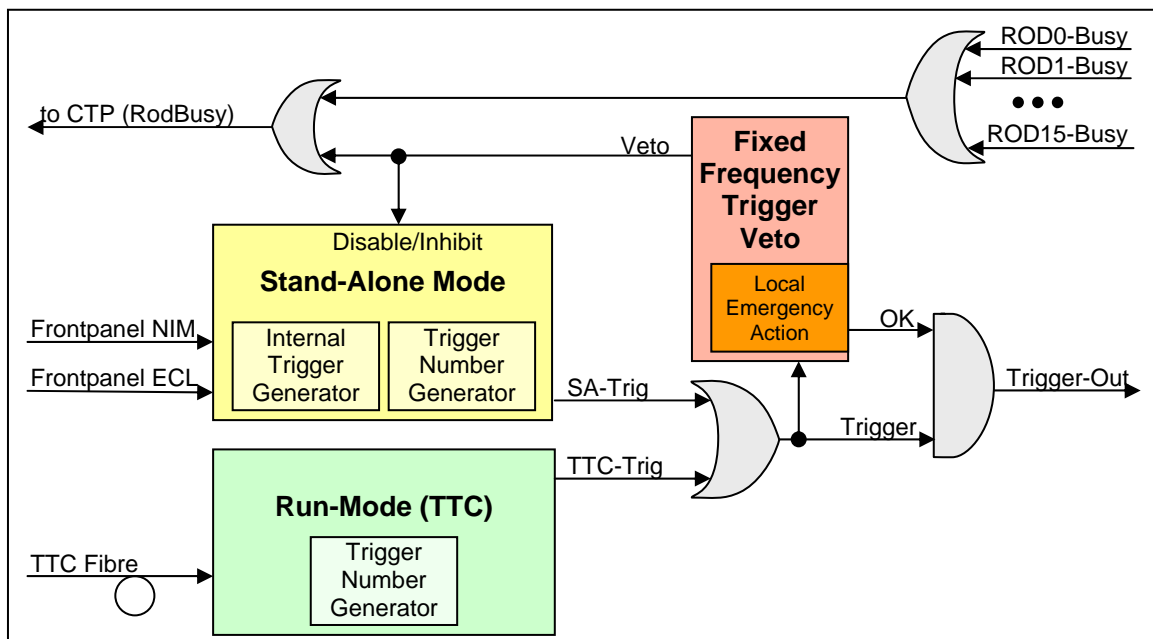 ROD0-Busy
ROD1-Busy
to CTP (RodBusy)
ROD15-Busy
Veto
Fixed
Frequency
Trigger
Veto
Disable/Inhibit
Stand-Alone Mode
Local
Emergency
Action
OK
Frontpanel NIM
Frontpanel ECL
Internal
Trigger
Generator
Trigger
Number
Generator
SA-Trig
Trigger-Out
Trigger
TTC-Trig
Run-Mode (TTC)
TTC Fibre
Trigger
Number
Generator